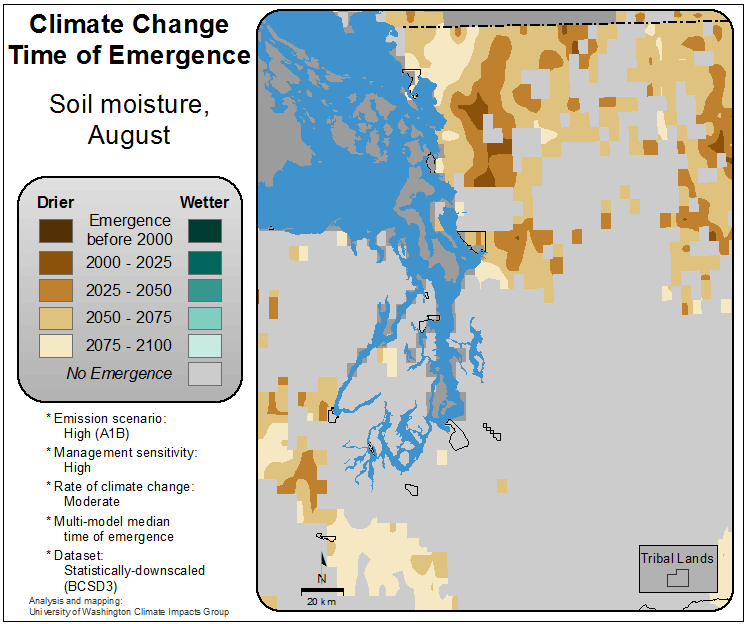 Climate Change
Time of Emergence
Soil moisture,
August
Drier
Wetter
Emergence
before 2000
2000 - 2025
2025 - 2050
2050 - 2075
2075 - 2100
No Emergence
* Emission scenario:
High (A1B)
* Management sensitivity:
High
* Rate of climate change:
Moderate
* Multi-model median
time of emergence
* Dataset:
Statistically-downscaled
(BCSD3)
Analysis and mapping:
University of Washington Climate Impacts Group
N
20 km
Tribal Lands